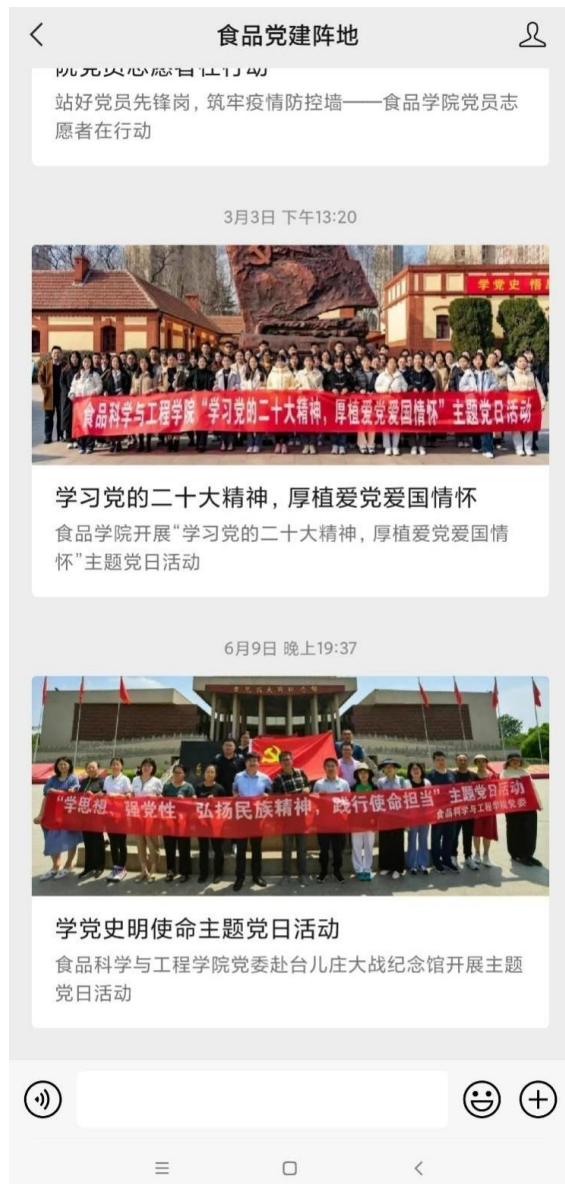 食品党建阵地
院党员志愿者在行动
站好党员先锋岗，筑牢疫情防控墙——食品学院党员志
愿者在行动
3月3日 下午13:20
学党史 悟
食品科学与工程学院“学习党的二十大精神，厚植爱党爱国情怀”主题党日活动
学习党的二十大精神，厚植爱党爱国情怀
食品学院开展“学习党的二十大精神，厚植爱党爱国情
怀”主题党日活动
6月9日 晚上19:37
“学思想、强党性、弘扬民族精神，践行使命担当”主题党日活动
食品科学与工程学院党委
学党史明使命主题党日活动
食品科学与工程学院党委赴台儿庄大战纪念馆开展主题
党日活动